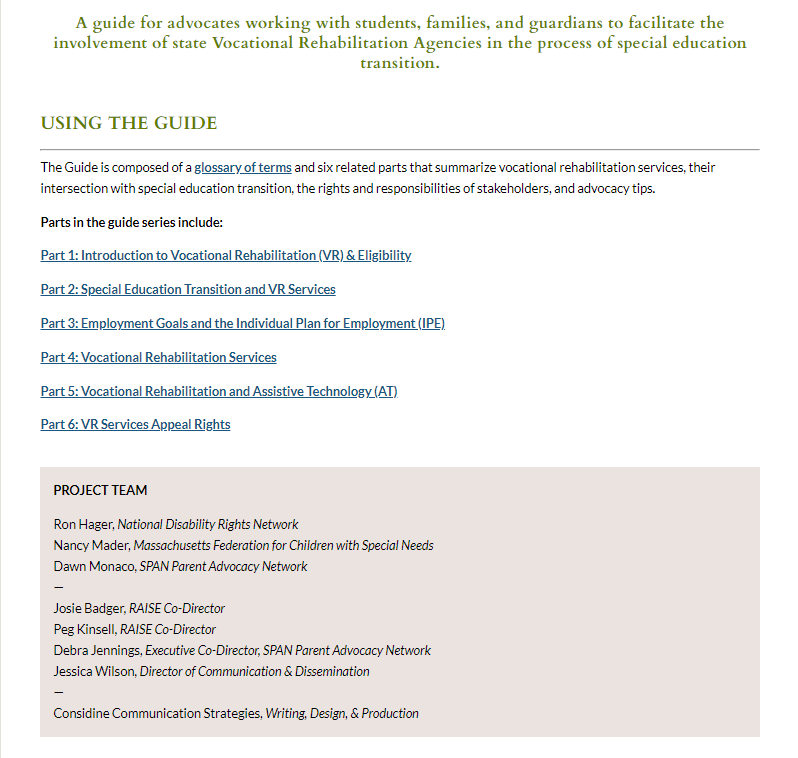 A guide for advocates working with students, families, and guardians to facilitate the
involvement of state Vocational Rehabilitation Agencies in the process of special education
transition.
USING THE GUIDE
The Guide is composed of a glossary of terms and six related parts that summarize vocational rehabilitation services, their
intersection with special education transition, the rights and responsibilities of stakeholders, and advocacy tips.
Parts in the guide series include:
Part 1: Introduction to Vocational Rehabilitation (VR) & Eligibility
Part 2: Special Education Transition and VR Services
Part 3: Employment Goals and the Individual Plan for Employment (IPE)
Part 4: Vocational Rehabilitation Services
Part 5: Vocational Rehabilitation and Assistive Technology (AT)
Part 6: VR Services Appeal Rights
PROJECT TEAM
Ron Hager, National Disability Rights Network
Nancy Mader, Massachusetts Federation for Children with Special Needs
Dawn Monaco, SPAN Parent Advocacy Network
—
Josie Badger, RAISE Co-Director
Peg Kinsell, RAISE Co-Director
Debra Jennings, Executive Co-Director, SPAN Parent Advocacy Network
Jessica Wilson, Director of Communication & Dissemination
—
Considine Communication Strategies, Writing, Design, & Production